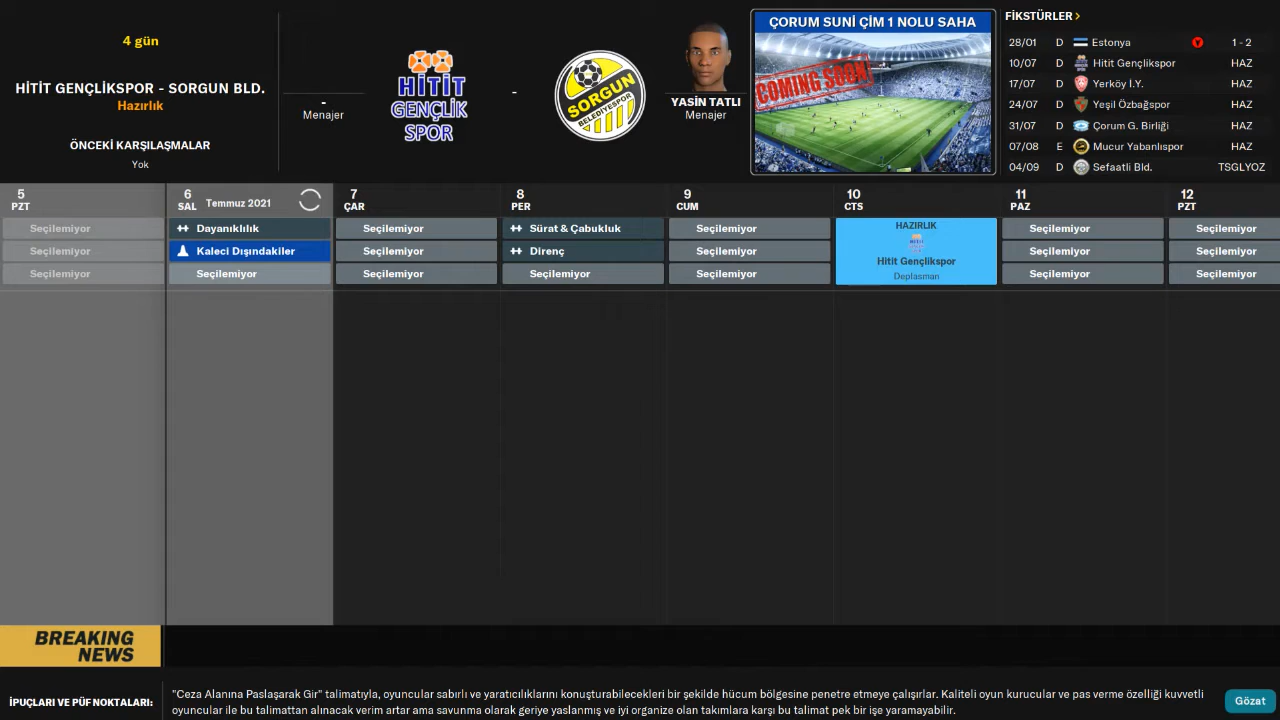 4 gün
HİTİT GENÇLİKSPOR - SORGUN BLD.
Hazırlık
ÖNCEKİ KARŞILAŞMALAR
Yok
-
Menajer
HİTİT
GENÇLİK
SPOR
-
SORGUN
BELEDİYESPOR
YASİN TATLI
Menajer
ÇORUM SUNİ ÇİM 1 NOLU SAHA
COMING SOON
FİKSTÜRLER >
28/01 D Estonya Y 1 - 2
10/07 D Hitit Gençlikspor HAZ
17/07 D Yerköy I.Y. HAZ
24/07 D Yeşil Özbağspor HAZ
31/07 D Çorum G. Birliği HAZ
07/08 E Mucur Yabanlıspor HAZ
04/09 D Sefaatli Bld. TSGLYOZ
5 6 7 8 9 10 11 12
PZT SAL Temmuz 2021 ÇAR PER CUM CTS PAZ PZT
Seçilemiyor Dayanıklılık Seçilemiyor Sürat & Çabukluk Seçilemiyor HAZIRLIK Seçilemiyor Seçilemiyor
Seçilemiyor Kaleci Dışındakiler Seçilemiyor Direnç Seçilemiyor Hitit Gençlikspor Seçilemiyor Seçilemiyor
Seçilemiyor Seçilemiyor Seçilemiyor Seçilemiyor Seçilemiyor Deplasman Seçilemiyor Seçilemiyor
BREAKING
NEWS
İPUÇLARI VE PÜF NOKTALARI:
"Ceza Alanına Paslaşarak Gir" talimatıyla, oyuncular sabırlı ve yaratıcılıklarını konuşturabilecekleri bir şekilde hücum bölgesine penetre etmeye çalışırlar. Kaliteli oyun kurucular ve pas verme özelliği kuvvetli
oyuncular ile bu talimattan alınacak verim artar ama savunma olarak geriye yaslanmış ve iyi organize olan takımlara karşı bu talimat pek bir işe yaramayabilir.
Gözat